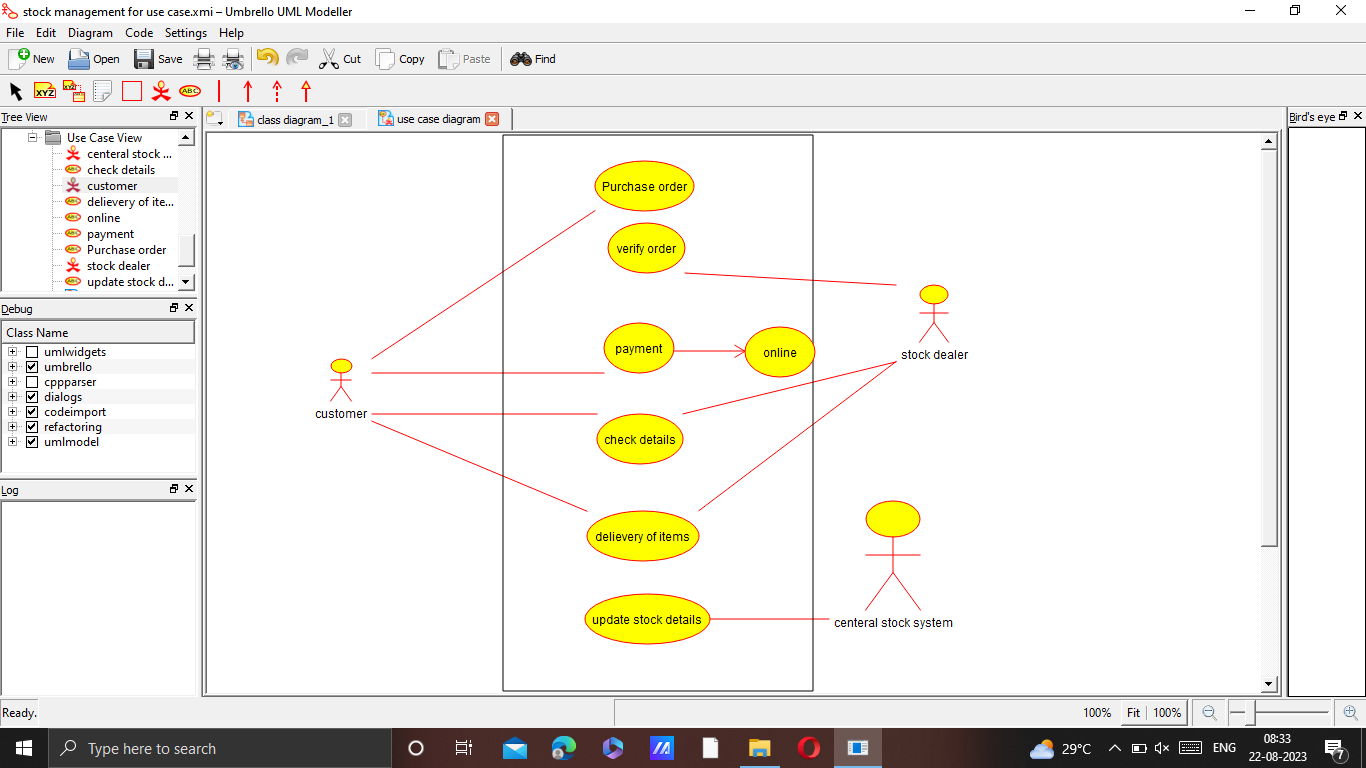 stock management for use case.xmi – Umbrello UML Modeller
File Edit Diagram Code Settings Help
New Open Save Cut Copy Paste Find
XYZ XYZ ABC
Tree View
class diagram_1 use case diagram
Bird's eye
Use Case View
centeral stock ...
check details
customer
delievery of ite...
online
payment
Purchase order
stock dealer
update stock d...
Debug
Class Name
umlwidgets
umbrello
cppparser
dialogs
codeimport
refactoring
umlmodel
Log
Purchase order
verify order
payment
online
stock dealer
customer
check details
delievery of items
update stock details
centeral stock system
Ready.
100% Fit 100%
Type here to search
29°C
ENG
08:33
22-08-2023
7